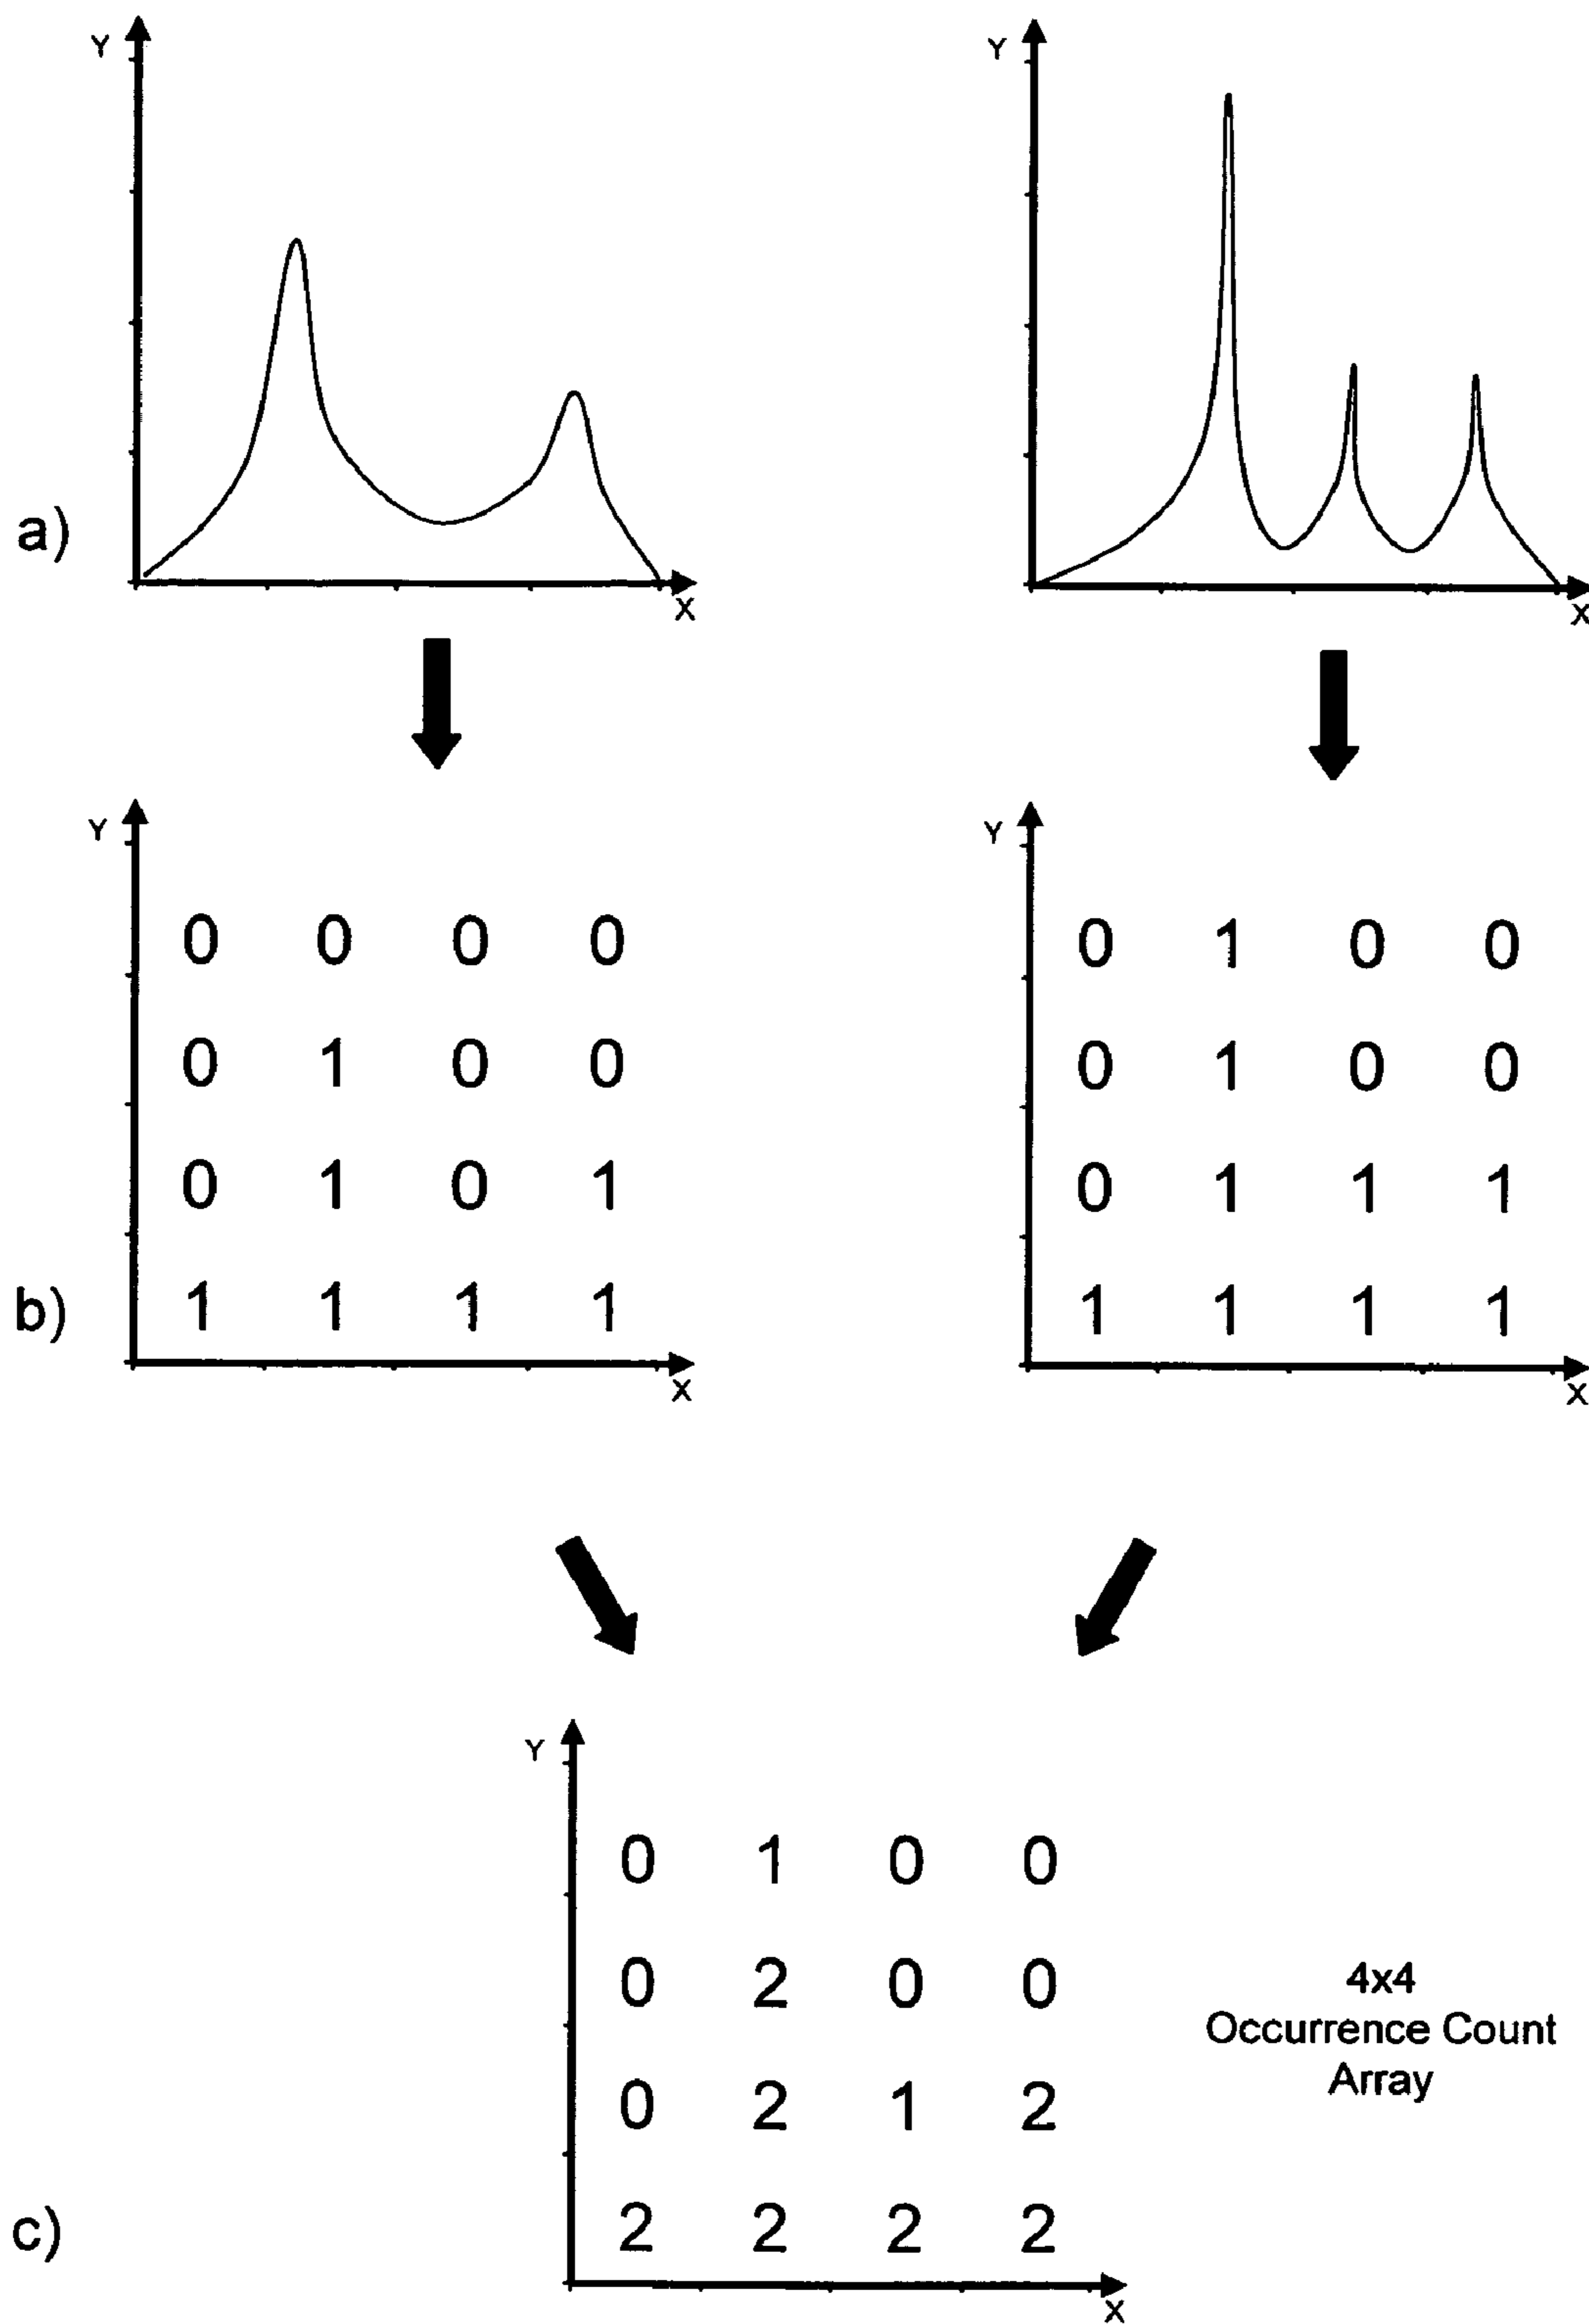 Y
Y
a)
X
X
Y
Y
0 0 0 0
0 1 0 0
0 1 0 0
0 1 0 0
0 1 0 1
0 1 1 1
b)
1 1 1 1
1 1 1 1
X
X
Y
0 1 0 0
0 2 0 0
4x4
Occurrence Count
Array
0 2 1 2
c)
2 2 2 2
X